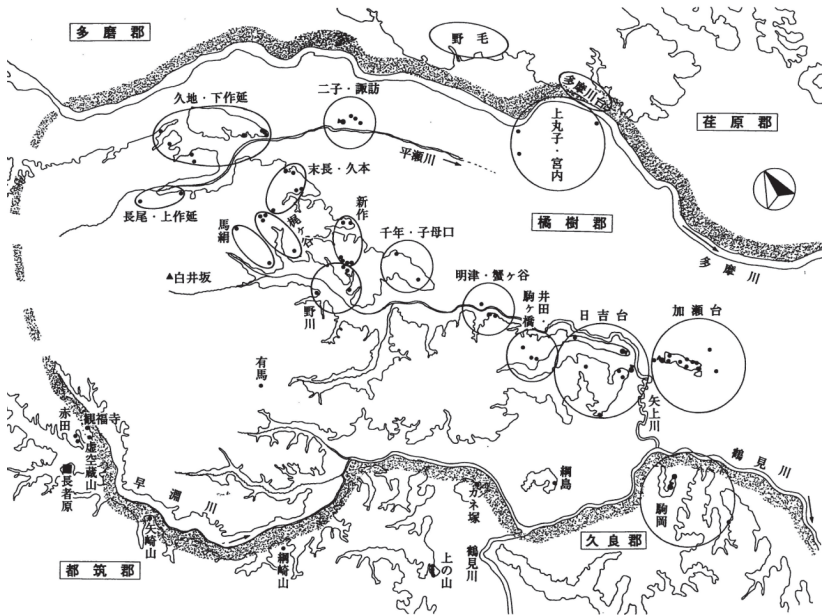 多磨郡
野毛
多摩川台
荏原郡
久地・下作延
二子・諏訪
上丸子・宮内
平瀬川
末長・久本
長尾・上作延
新作
馬絹
梶ヶ谷
千年・子母口
橘樹郡
多摩川
白井坂
明津・蟹ヶ谷
野川
井田・
駒ヶ橋
日吉台
加瀬台
有馬
矢上川
赤田
観福寺
虚空蔵山
長者原
早淵川
鶴見川
綱島
カネ塚
駒岡
矢崎山
久良郡
綱崎山
上の山
鶴見川
都筑郡